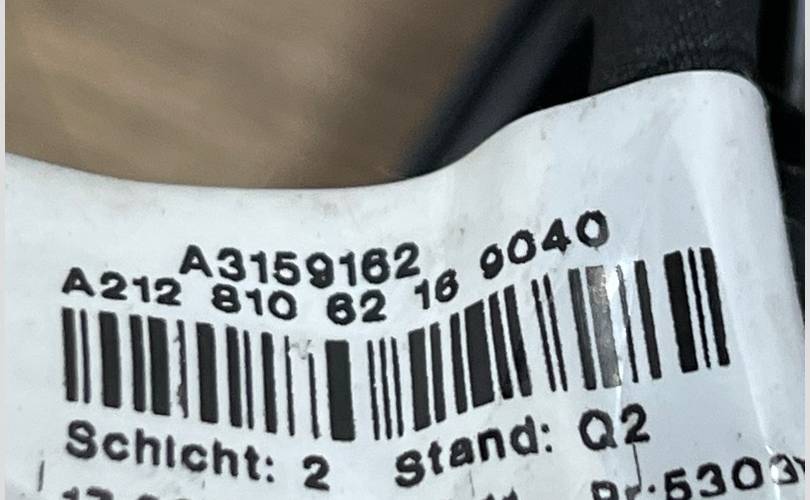 A3159162
A212 810 62 16 9040
Schicht: 2 Stand: Q2